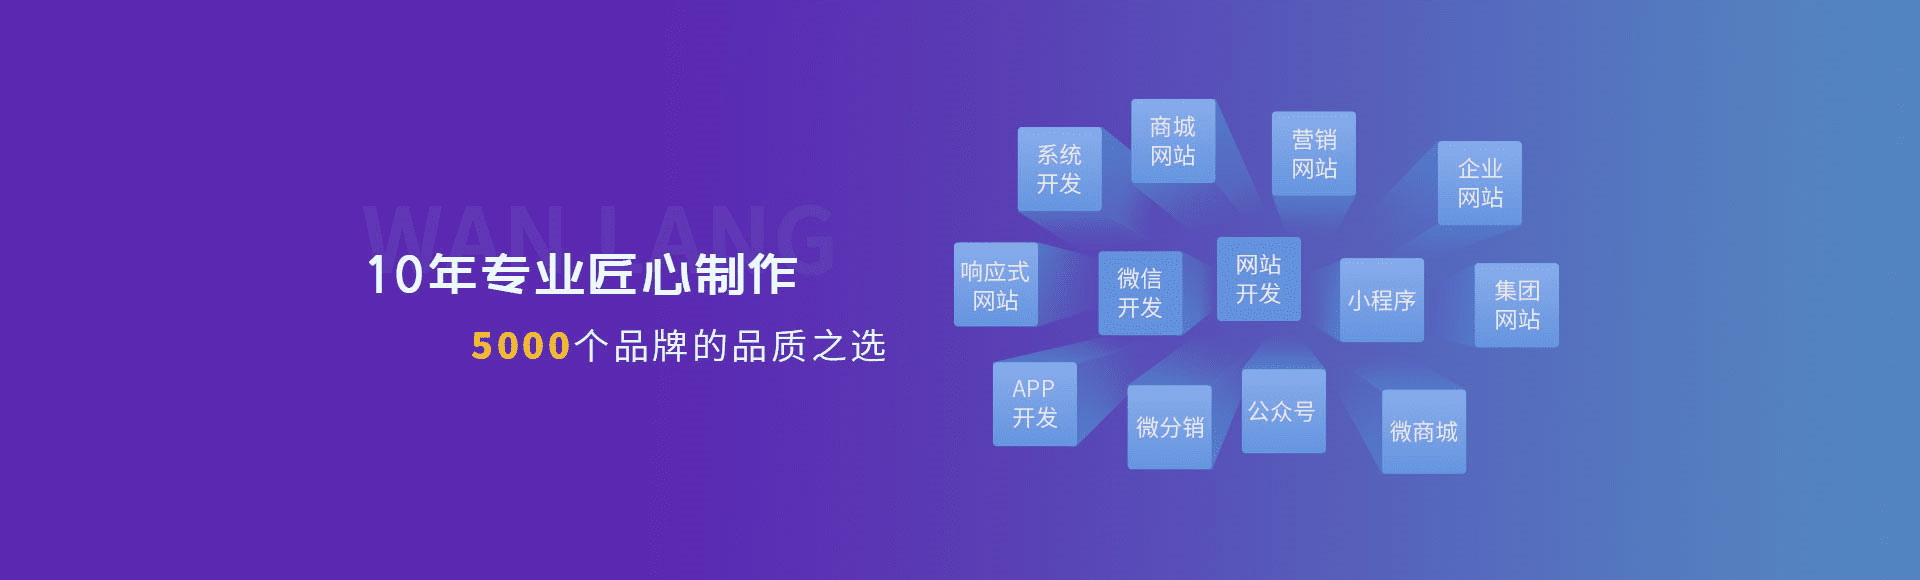 WAN LANG
10年专业匠心制作
5000个品牌的品质之选
系统
开发
商城
网站
营销
网站
企业
网站
响应式
网站
微信
开发
网站
开发
小程序
集团
网站
APP
开发
微分销
公众号
微商城